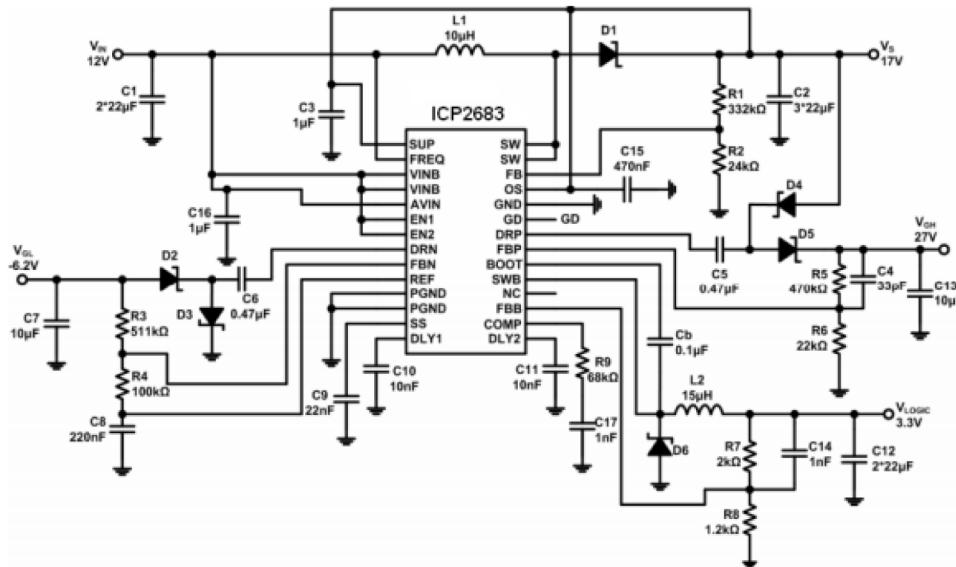 L1
10μH
D1
V_IN
12V
V_S
17V
C1
2*22μF
C3
1μF
ICP2683
R1
332kΩ
C2
3*22μF
R2
24kΩ
C15
470nF
SUP
FREQ
VINB
VINB
AVIN
EN1
EN2
DRN
FBN
REF
PGND
PGND
SS
DLY1
SW
SW
FB
OS
GND
GD
DRP
FBP
BOOT
SWB
NC
FBB
COMP
DLY2
GD
C16
1μF
D4
D5
V_GH
27V
V_GL
-6.2V
D2
D3
C6
0.47μF
C5
0.47μF
R5
470kΩ
C4
33pF
C13
10μ
C7
10μF
R3
511kΩ
R6
22kΩ
Cb
0.1μF
R4
100kΩ
C10
10nF
C11
10nF
R9
68kΩ
C9
22nF
C8
220nF
C17
1nF
L2
15μH
V_LOGIC
3.3V
D6
R7
2kΩ
C14
1nF
C12
2*22μF
R8
1.2kΩ